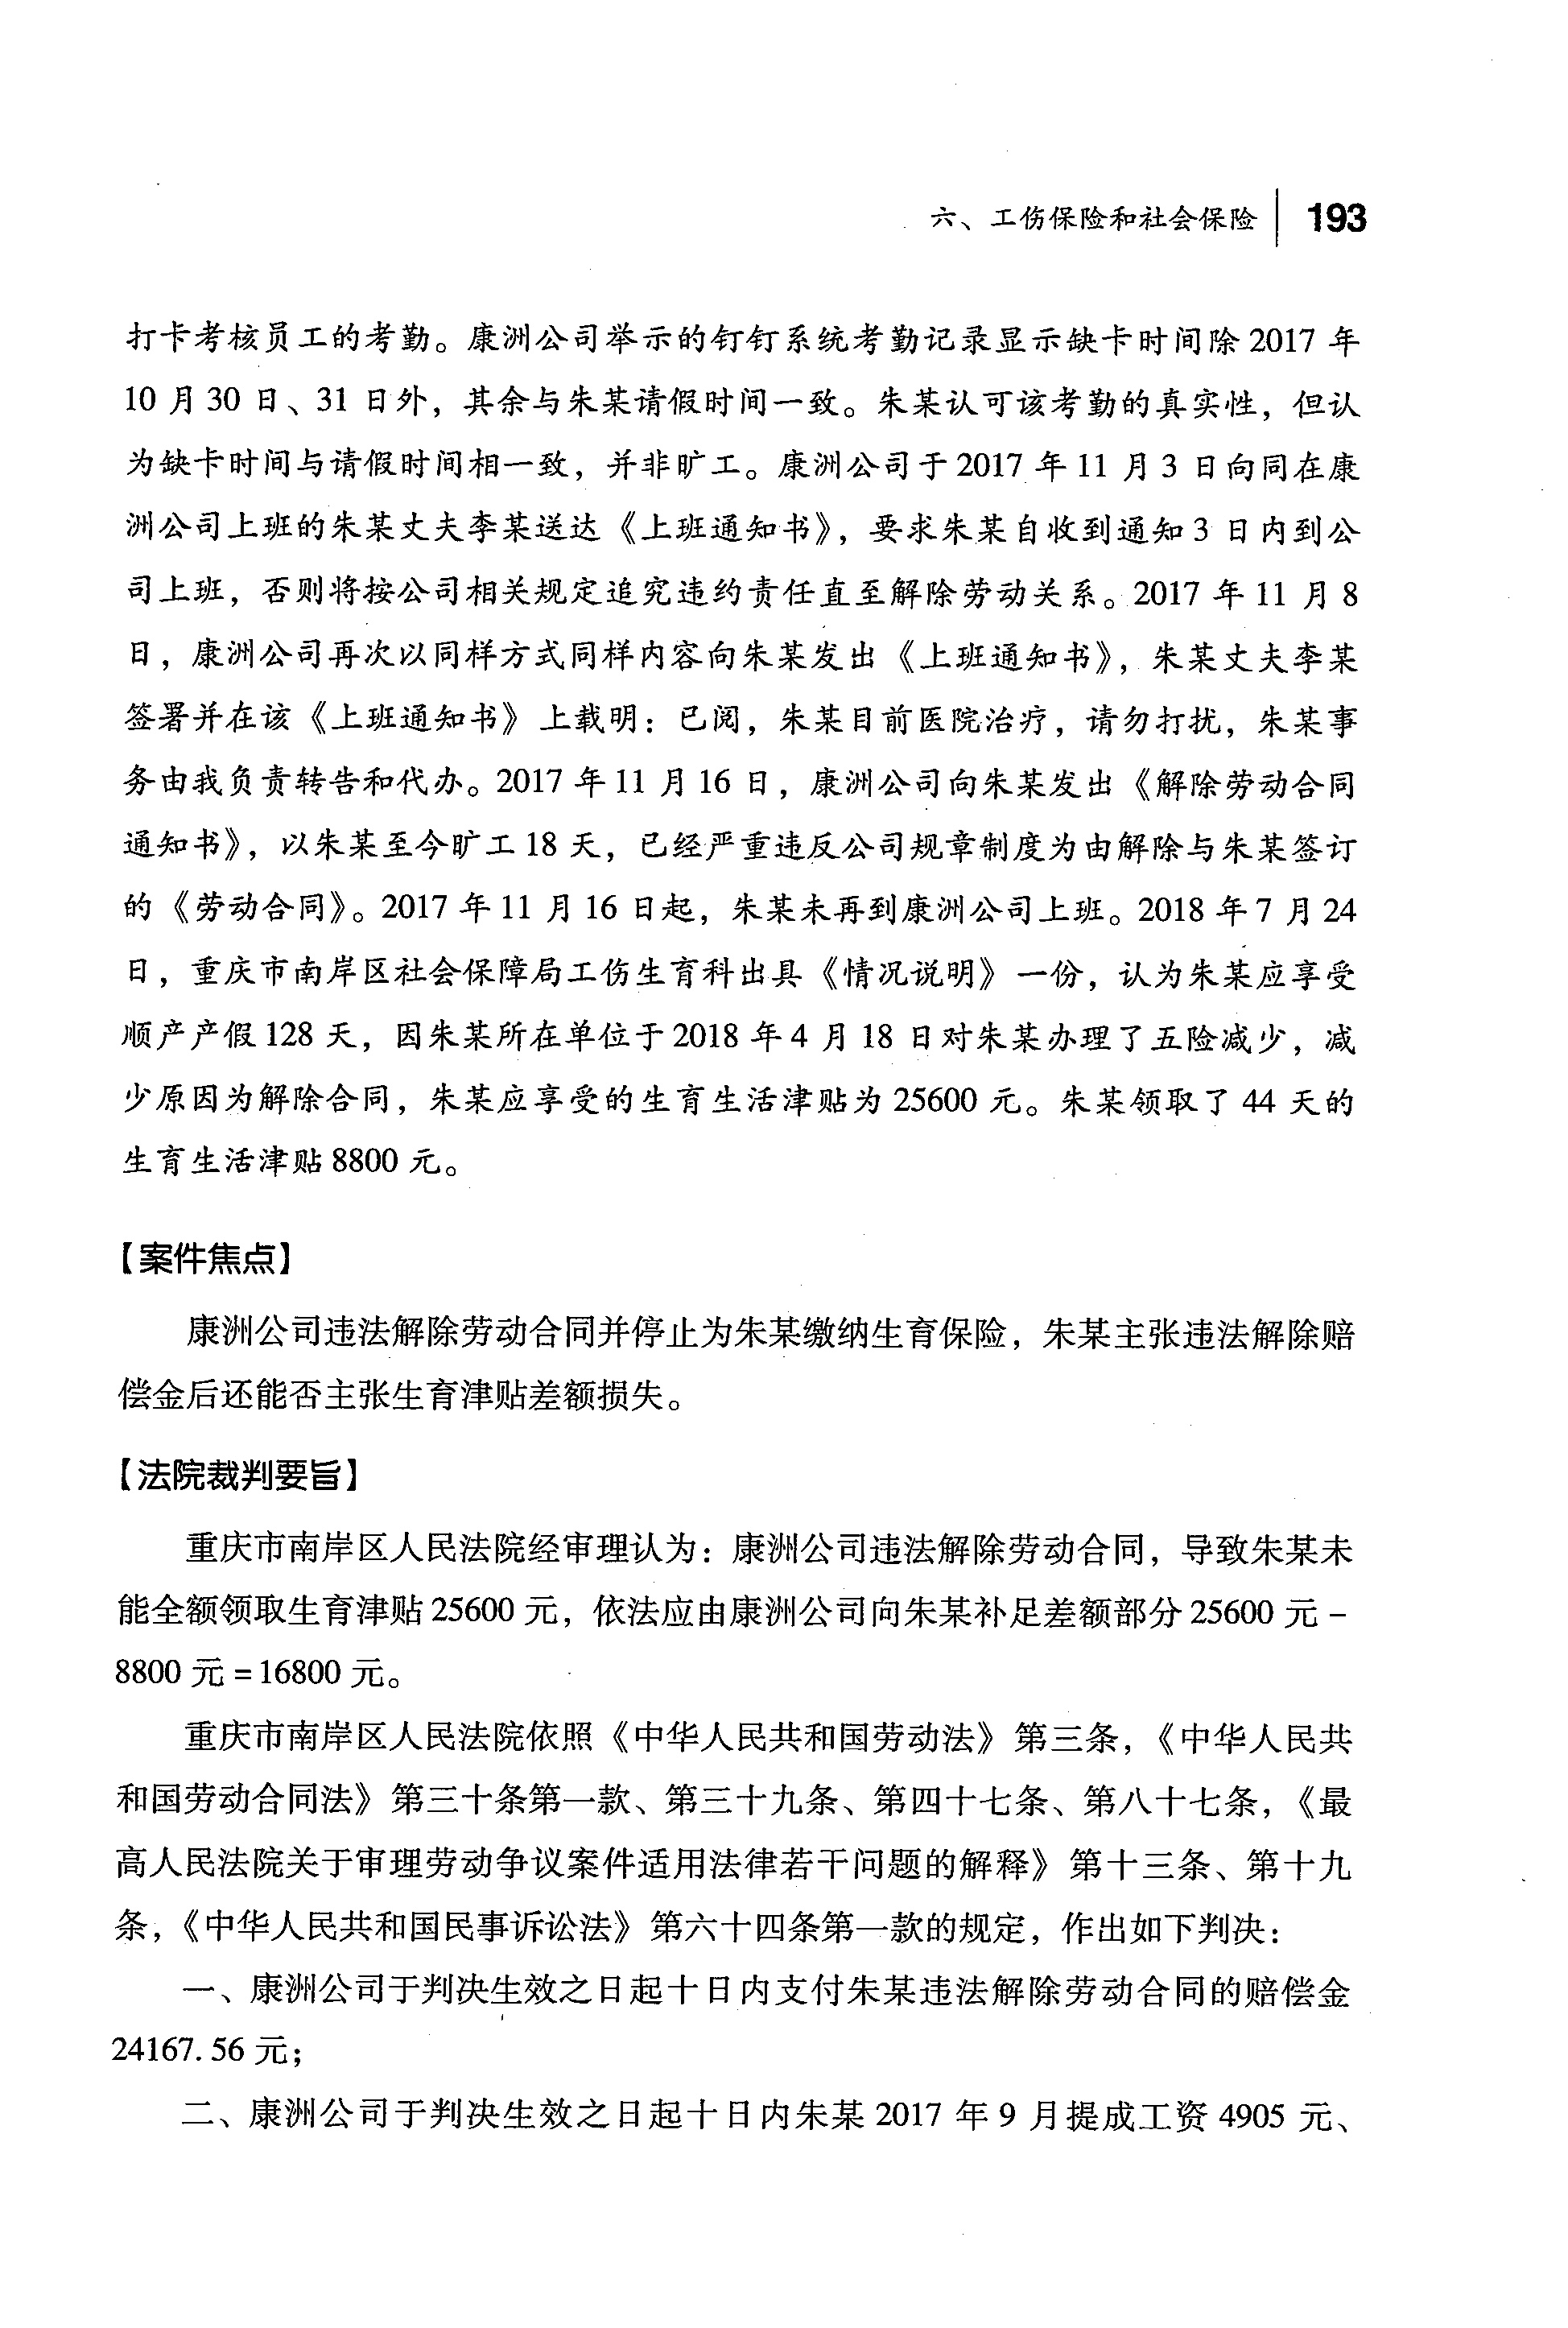 六、工伤保险和社会保险 193
打卡考核员工的考勤。康洲公司举示的钉钉系统考勤记录显示缺卡时间除2017年
10月30日、31日外，其余与朱某请假时间一致。朱某认可该考勤的真实性，但认
为缺卡时间与请假时间相一致，并非旷工。康洲公司于2017年11月3日向同在康
洲公司上班的朱某丈夫李某送达《上班通知书》，要求朱某自收到通知3日内到公
司上班，否则将按公司相关规定追究违约责任直至解除劳动关系。2017年11月8
日，康洲公司再次以同样方式同样内容向朱某发出《上班通知书》，朱某丈夫李某
签署并在该《上班通知书》上载明：已阅，朱某目前医院治疗，请勿打扰，朱某事
务由我负责转告和代办。2017年11月16日，康洲公司向朱某发出《解除劳动合同
通知书》，以朱某至今旷工18天，已经严重违反公司规章制度为由解除与朱某签订
的《劳动合同》。2017年11月16日起，朱某未再到康洲公司上班。2018年7月24
日，重庆市南岸区社会保障局工伤生育科出具《情况说明》一份，认为朱某应享受
顺产产假128天，因朱某所在单位于2018年4月18日对朱某办理了五险减少，减
少原因为解除合同，朱某应享受的生育生活津贴为25600元。朱某领取了44天的
生育生活津贴8800元。
【案件焦点】
康洲公司违法解除劳动合同并停止为朱某缴纳生育保险，朱某主张违法解除赔
偿金后还能否主张生育津贴差额损失。
【法院裁判要旨】
重庆市南岸区人民法院经审理认为：康洲公司违法解除劳动合同，导致朱某未
能全额领取生育津贴25600元，依法应由康洲公司向朱某补足差额部分25600元－
8800元=16800元。
重庆市南岸区人民法院依照《中华人民共和国劳动法》第三条，《中华人民共
和国劳动合同法》第三十条第一款、第三十九条、第四十七条、第八十七条，《最
高人民法院关于审理劳动争议案件适用法律若干问题的解释》第十三条、第十九
条，《中华人民共和国民事诉讼法》第六十四条第一款的规定，作出如下判决：
一、康洲公司于判决生效之日起十日内支付朱某违法解除劳动合同的赔偿金
24167.56元；
二、康洲公司于判决生效之日起十日内朱某2017年9月提成工资4905元、